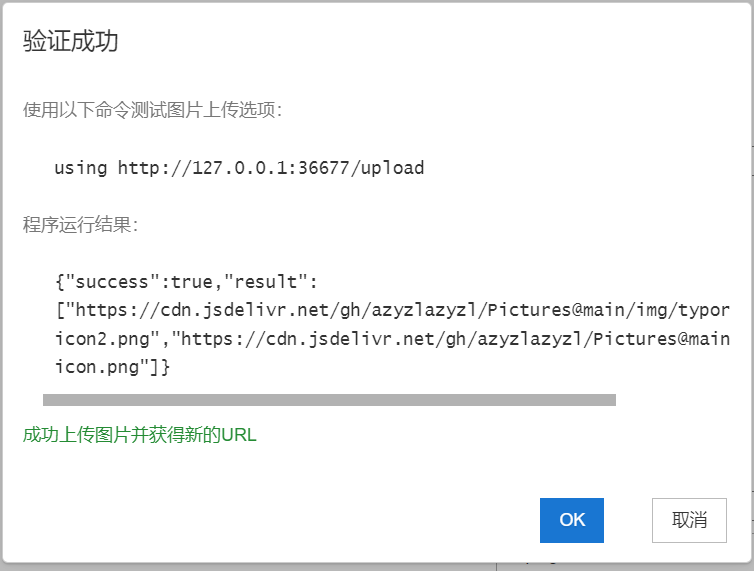 验证成功
使用以下命令测试图片上传选项：
using http://127.0.0.1:36677/upload
程序运行结果：
{"success":true,"result":
["https://cdn.jsdelivr.net/gh/azyzlazyzl/Pictures@main/img/typor
icon2.png","https://cdn.jsdelivr.net/gh/azyzlazyzl/Pictures@main
icon.png"]}
成功上传图片并获得新的URL
OK
取消